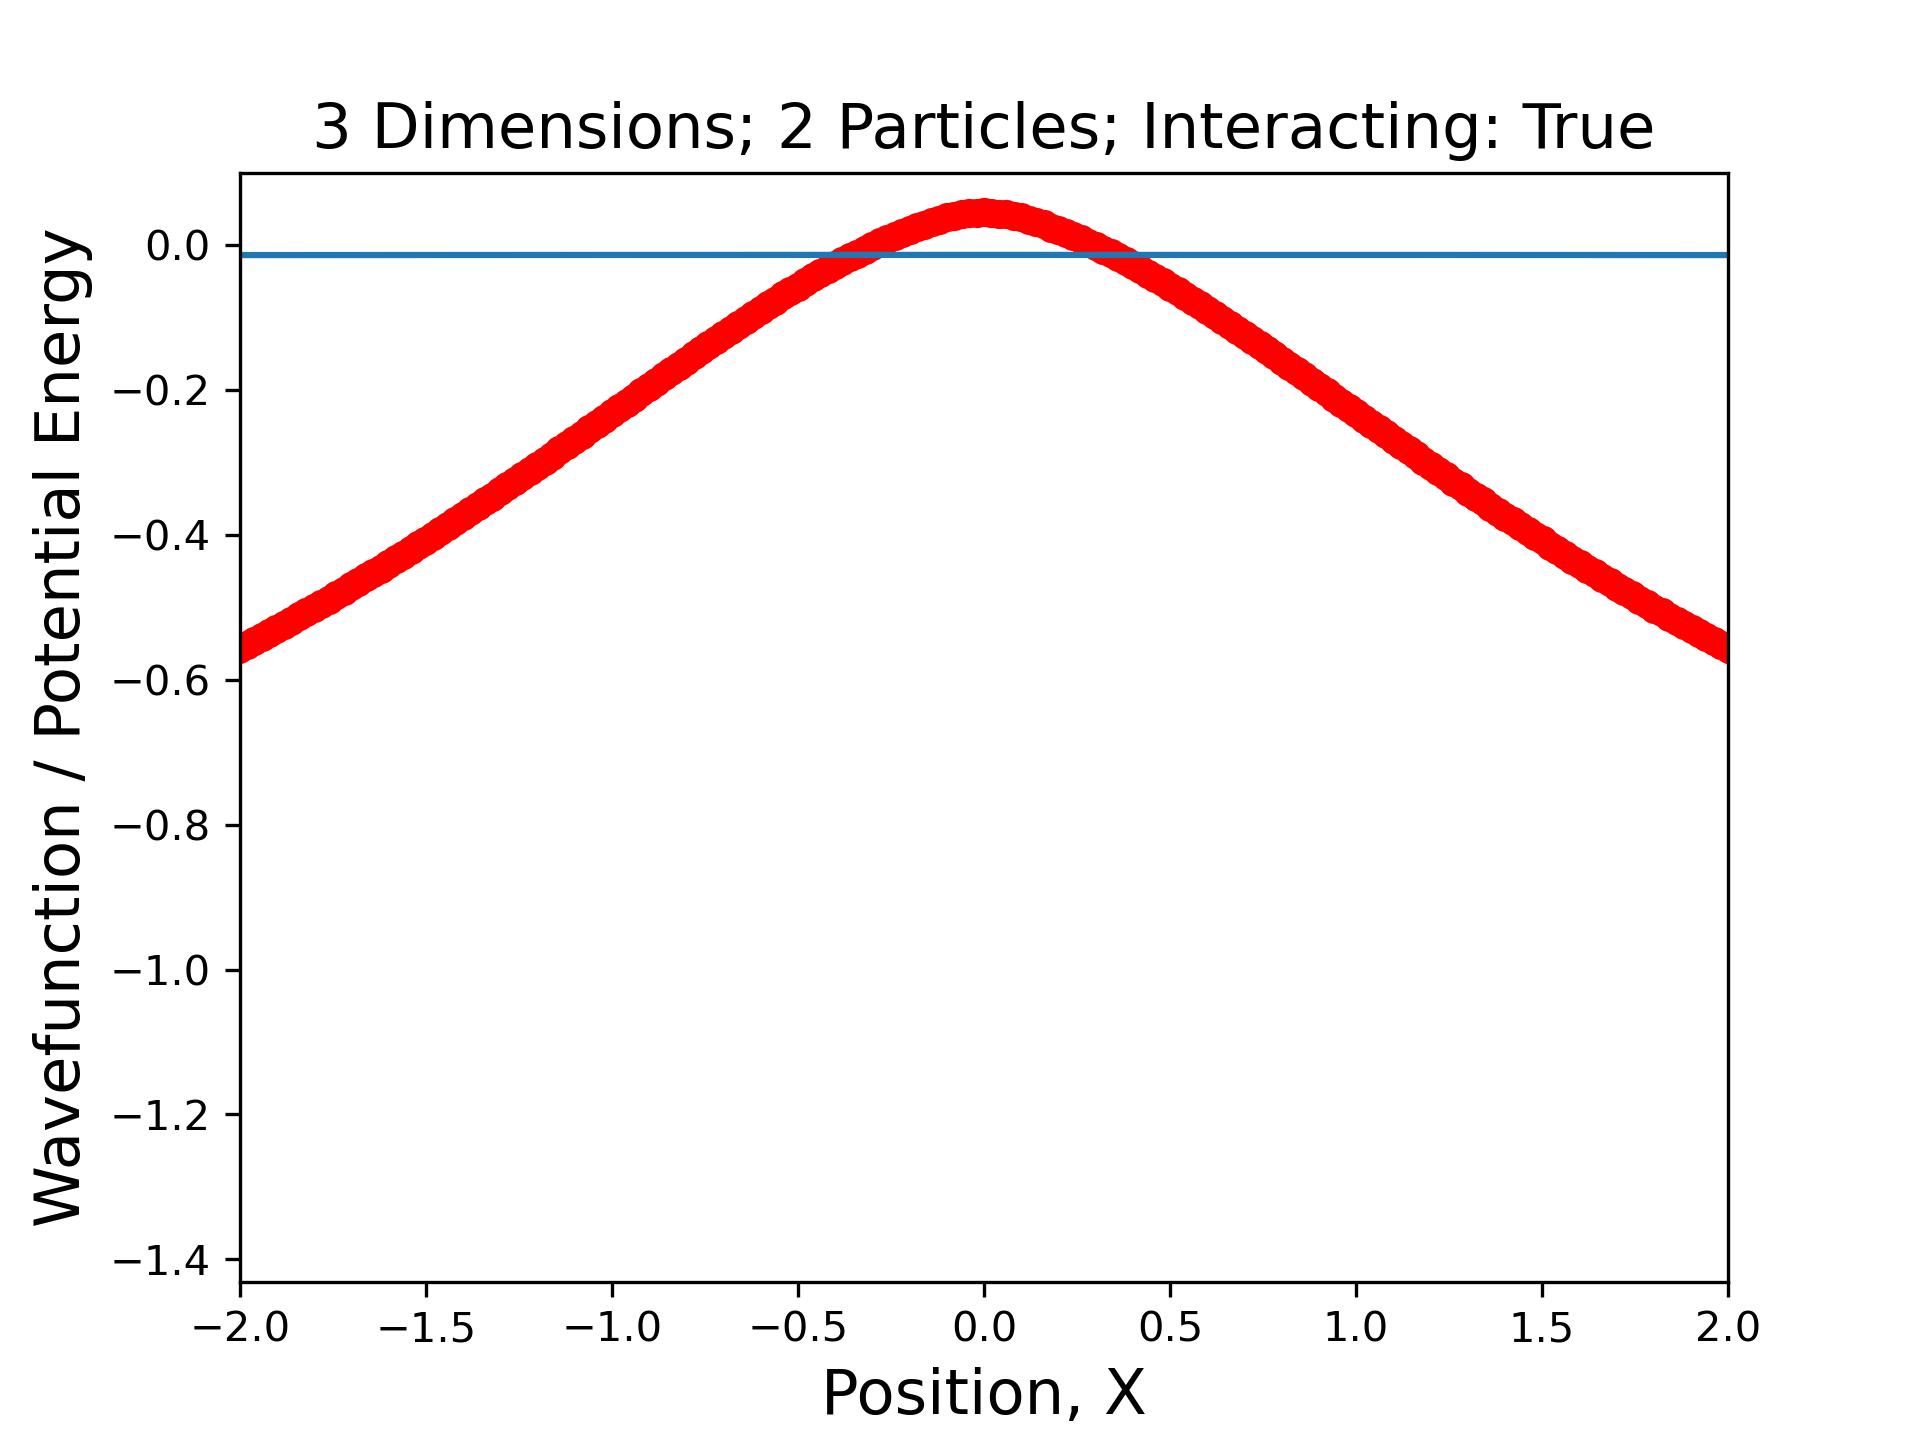 3 Dimensions; 2 Particles; Interacting: True
Wavefunction / Potential Energy
0.0
−0.2
−0.4
−0.6
−0.8
−1.0
−1.2
−1.4
−2.0 −1.5 −1.0 −0.5 0.0 0.5 1.0 1.5 2.0
Position, X